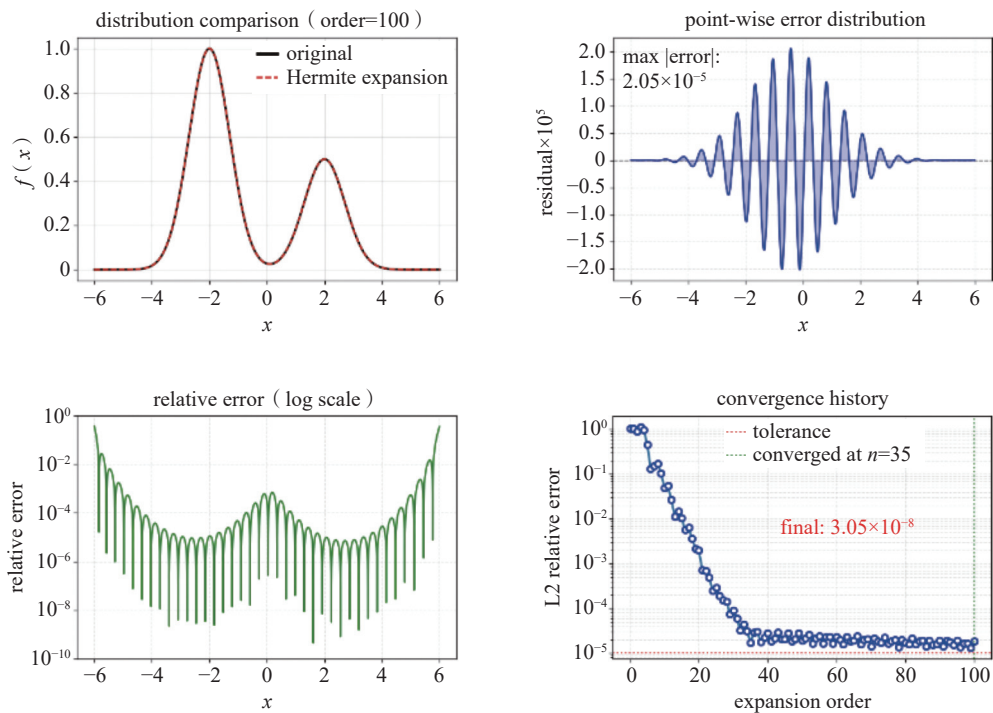 distribution comparison ( order=100 )
original
Hermite expansion
f ( x )
1.0
0.8
0.6
0.4
0.2
0
−6 −4 −2 0 2 4 6
x
point-wise error distribution
max |error|:
2.05×10⁻⁵
residual×10⁵
2.0
1.5
1.0
0.5
0
−0.5
−1.0
−1.5
−2.0
−6 −4 −2 0 2 4 6
x
relative error ( log scale )
relative error
10⁰
10⁻²
10⁻⁴
10⁻⁶
10⁻⁸
10⁻¹⁰
−6 −4 −2 0 2 4 6
x
convergence history
tolerance
converged at n=35
final: 3.05×10⁻⁸
L2 relative error
10⁰
10⁻¹
10⁻²
10⁻³
10⁻⁴
10⁻⁵
0 20 40 60 80 100
expansion order